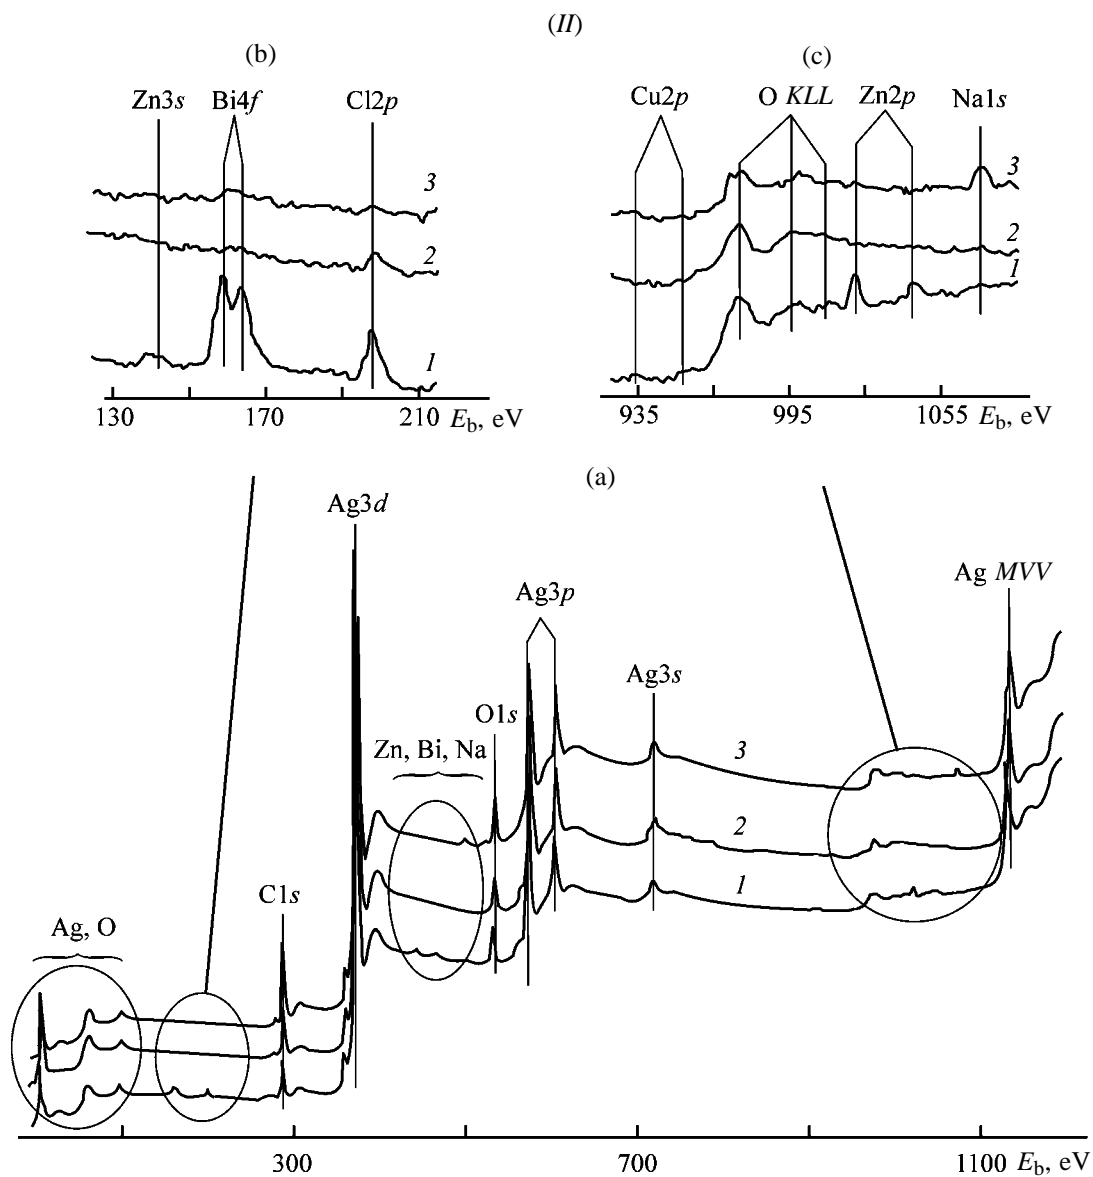 (II)
(b)
(c)
Zn3s Bi4f Cl2p
Cu2p O KLL Zn2p Na1s
3
2
1
3
2
1
130 170 210 Eb, eV
935 995 1055 Eb, eV
(a)
Ag3d
Ag MVV
Ag3p
Ag3s
O1s
Zn, Bi, Na
3
2
1
C1s
Ag, O
300 700 1100 Eb, eV